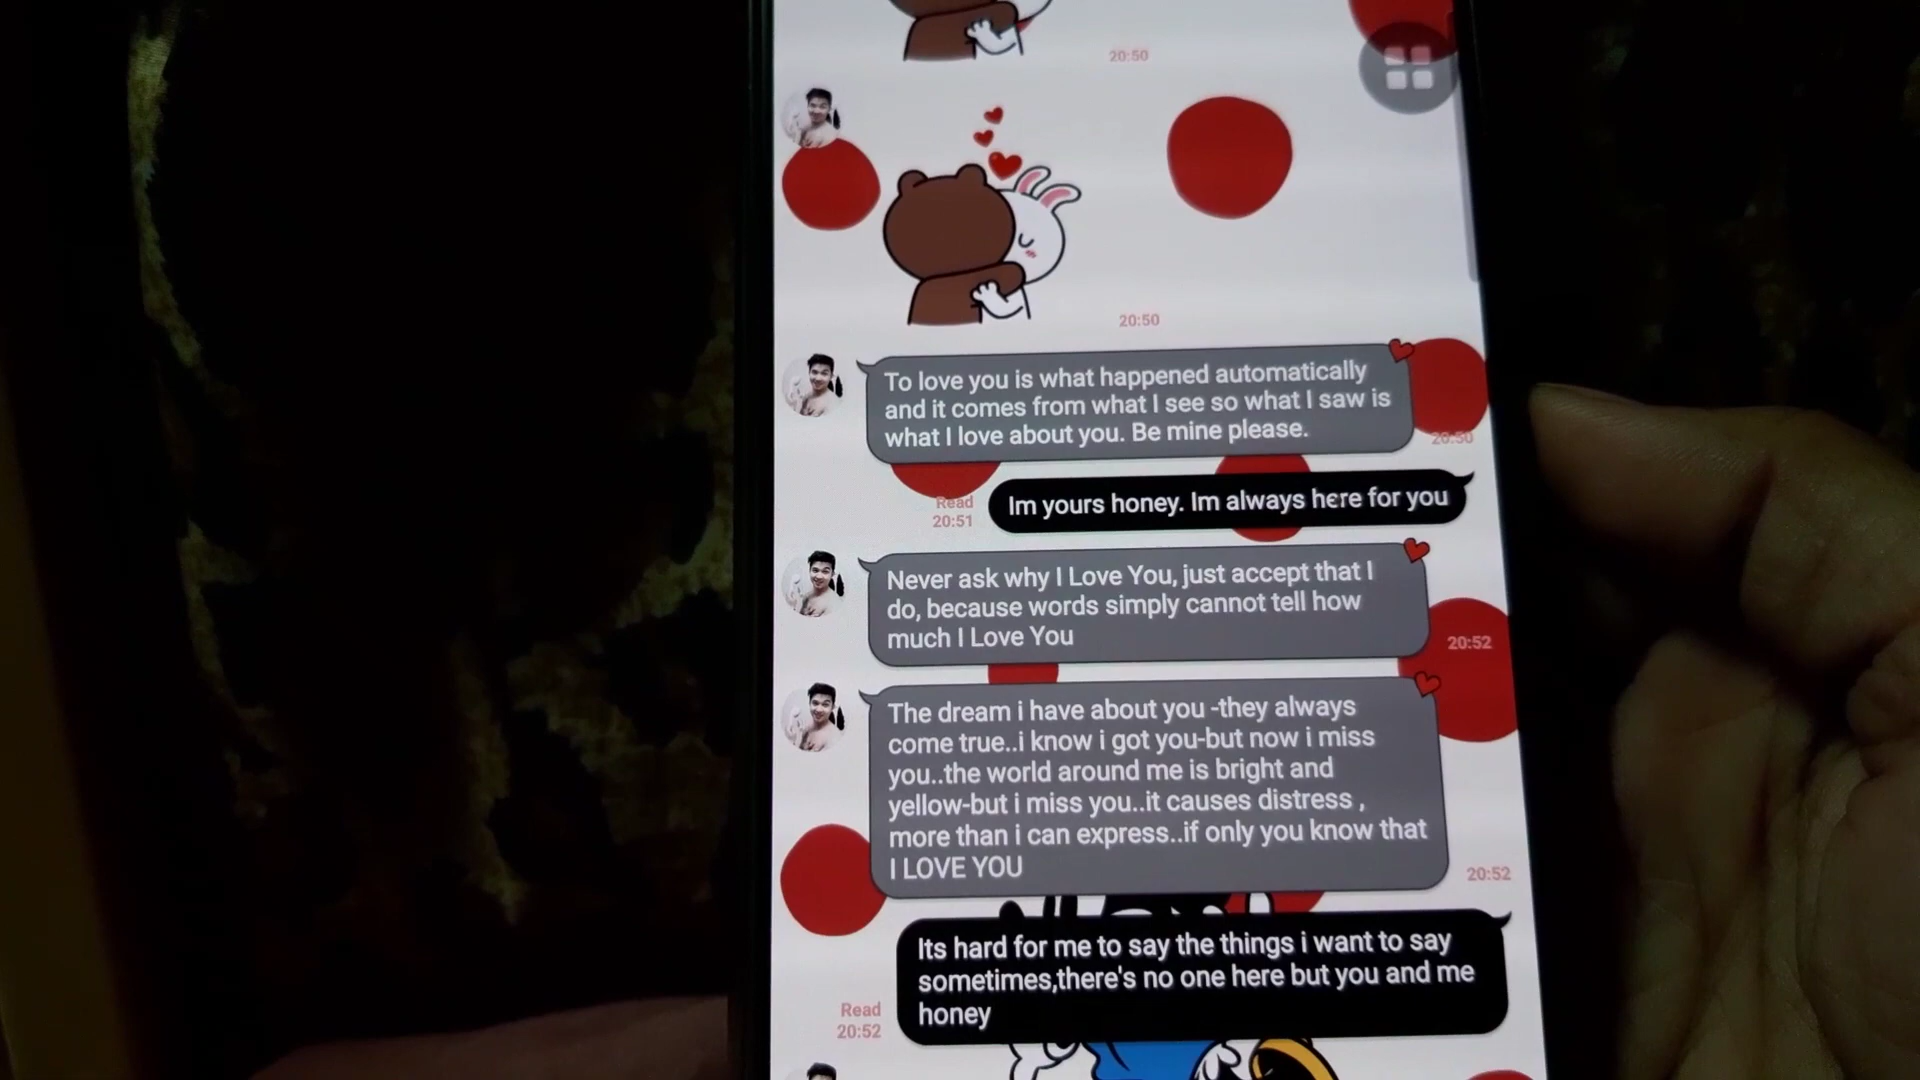 20:50
20:50
To love you is what happened automatically
and it comes from what I see so what I saw is
what I love about you. Be mine please.
20:50
Im yours honey. Im always here for you
Read
20:51
Never ask why I Love You, just accept that I
do, because words simply cannot tell how
much I Love You
20:52
The dream i have about you -they always
come true..i know i got you-but now i miss
you..the world around me is bright and
yellow-but i miss you..it causes distress ,
more than i can express..if only you know that
I LOVE YOU
20:52
Its hard for me to say the things i want to say
sometimes,there's no one here but you and me
honey
Read
20:52